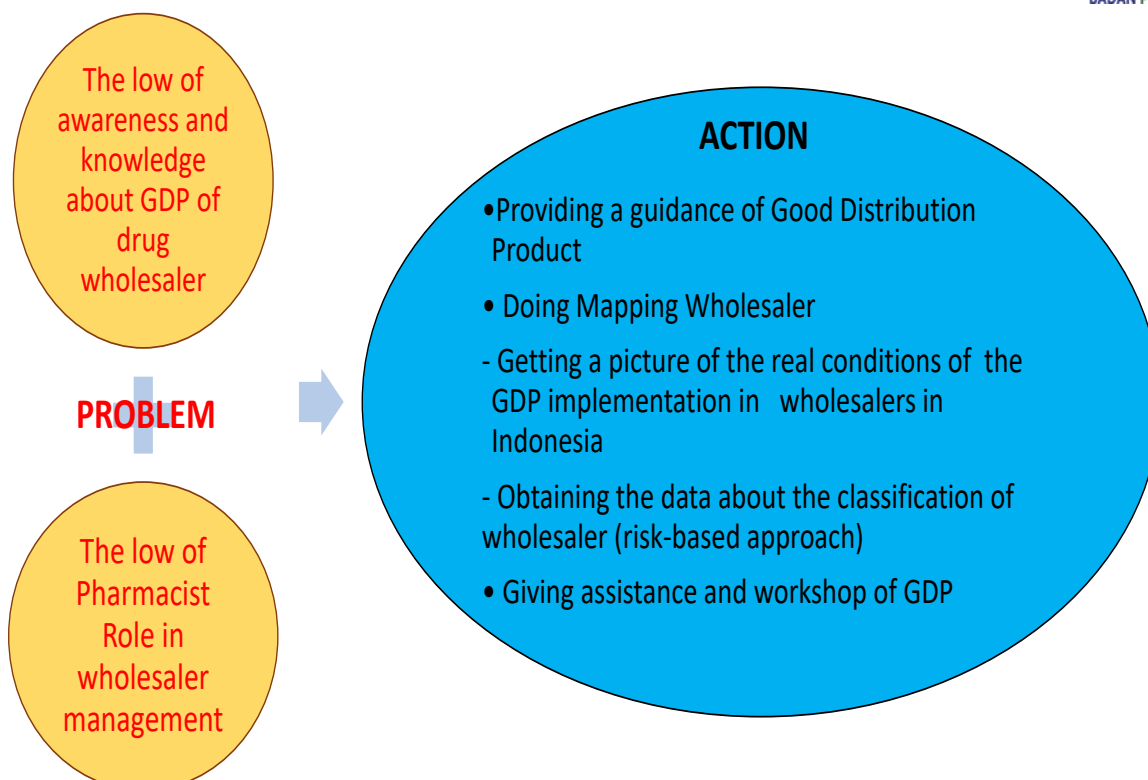 The low of
awareness and
knowledge
about GDP of
drug
wholesaler
PROBLEM
The low of
Pharmacist
Role in
wholesaler
management
ACTION
•Providing a guidance of Good Distribution
Product
• Doing Mapping Wholesaler
- Getting a picture of the real conditions of the
GDP implementation in wholesalers in
Indonesia
- Obtaining the data about the classification of
wholesaler (risk-based approach)
• Giving assistance and workshop of GDP